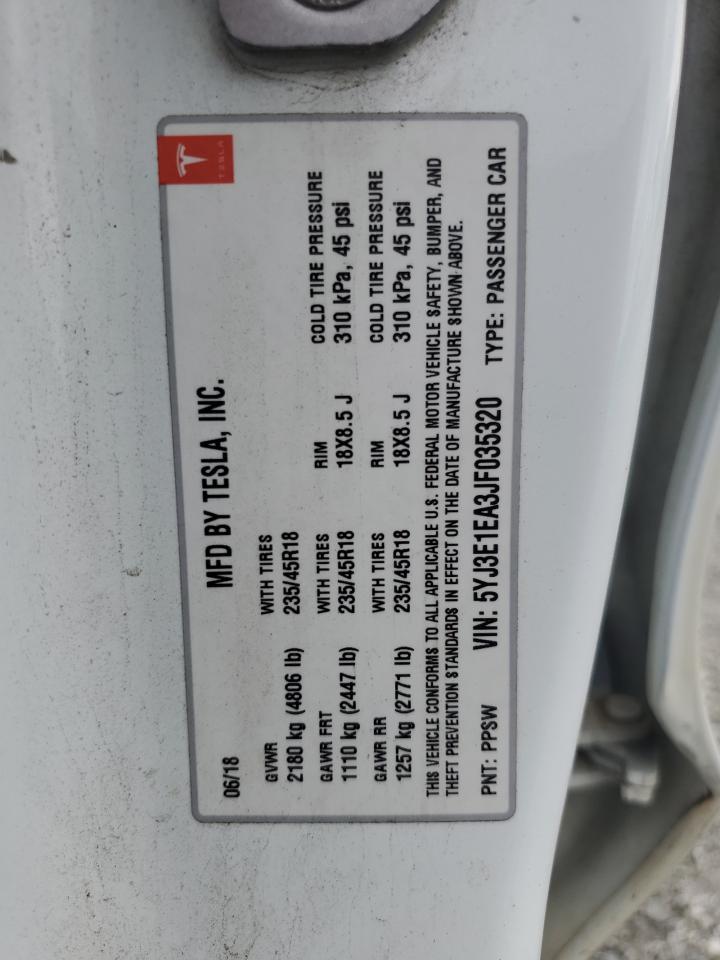 TESLA
06/18 MFD BY TESLA, INC.
GVWR WITH TIRES
2180 kg (4806 lb) 235/45R18
GAWR FRT WITH TIRES RIM COLD TIRE PRESSURE
1110 kg (2447 lb) 235/45R18 18X8.5 J 310 kPa, 45 psi
GAWR RR WITH TIRES RIM COLD TIRE PRESSURE
1257 kg (2771 lb) 235/45R18 18X8.5 J 310 kPa, 45 psi
THIS VEHICLE CONFORMS TO ALL APPLICABLE U.S. FEDERAL MOTOR VEHICLE SAFETY, BUMPER, AND
THEFT PREVENTION STANDARDS IN EFFECT ON THE DATE OF MANUFACTURE SHOWN ABOVE.
PNT: PPSW VIN: 5YJ3E1EA3JF035320 TYPE: PASSENGER CAR